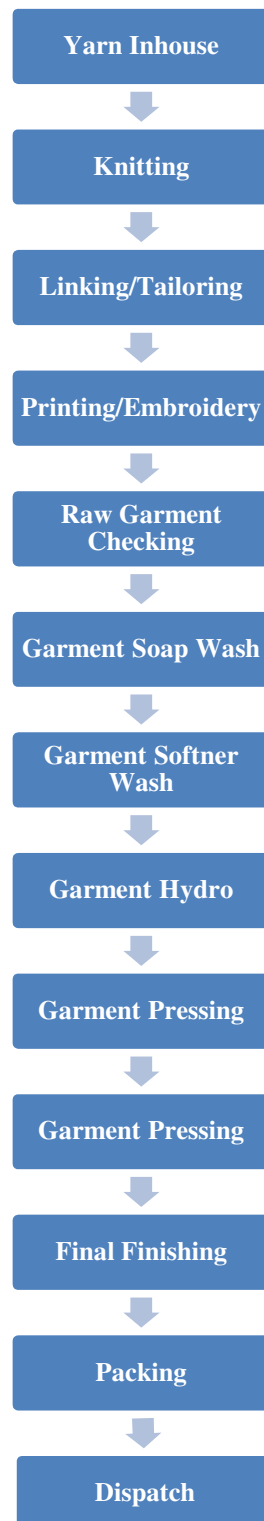 Yarn Inhouse
Knitting
Linking/Tailoring
Printing/Embroidery
Raw Garment
Checking
Garment Soap Wash
Garment Softner
Wash
Garment Hydro
Garment Pressing
Garment Pressing
Final Finishing
Packing
Dispatch